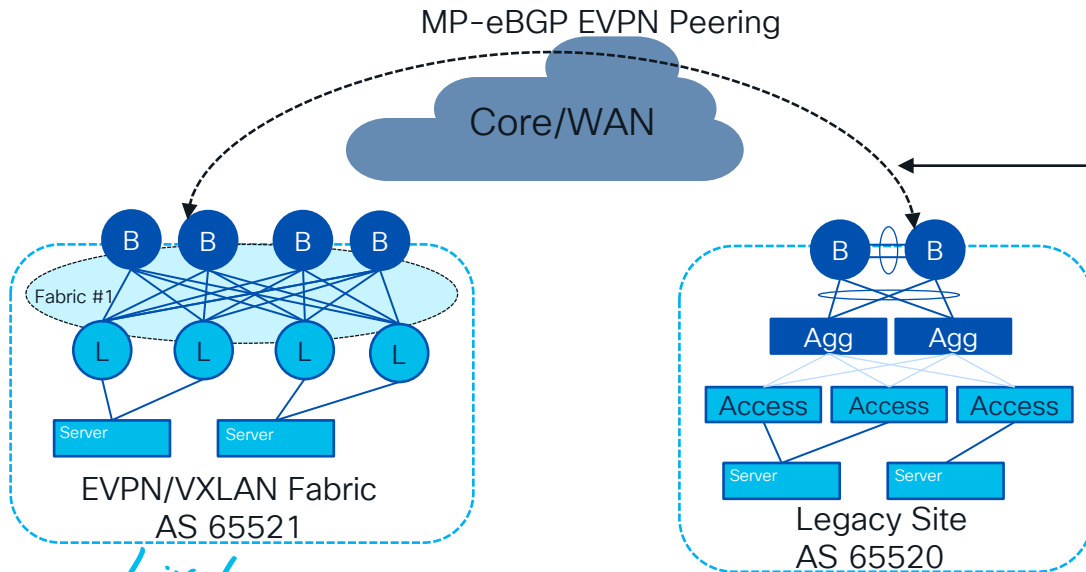 MP-eBGP EVPN Peering
Core/WAN
B B B B
B B
Fabric #1
L L L L
Agg Agg
Access Access Access
Server Server
Server Server
EVPN/VXLAN Fabric
AS 65521
Legacy Site
AS 65520